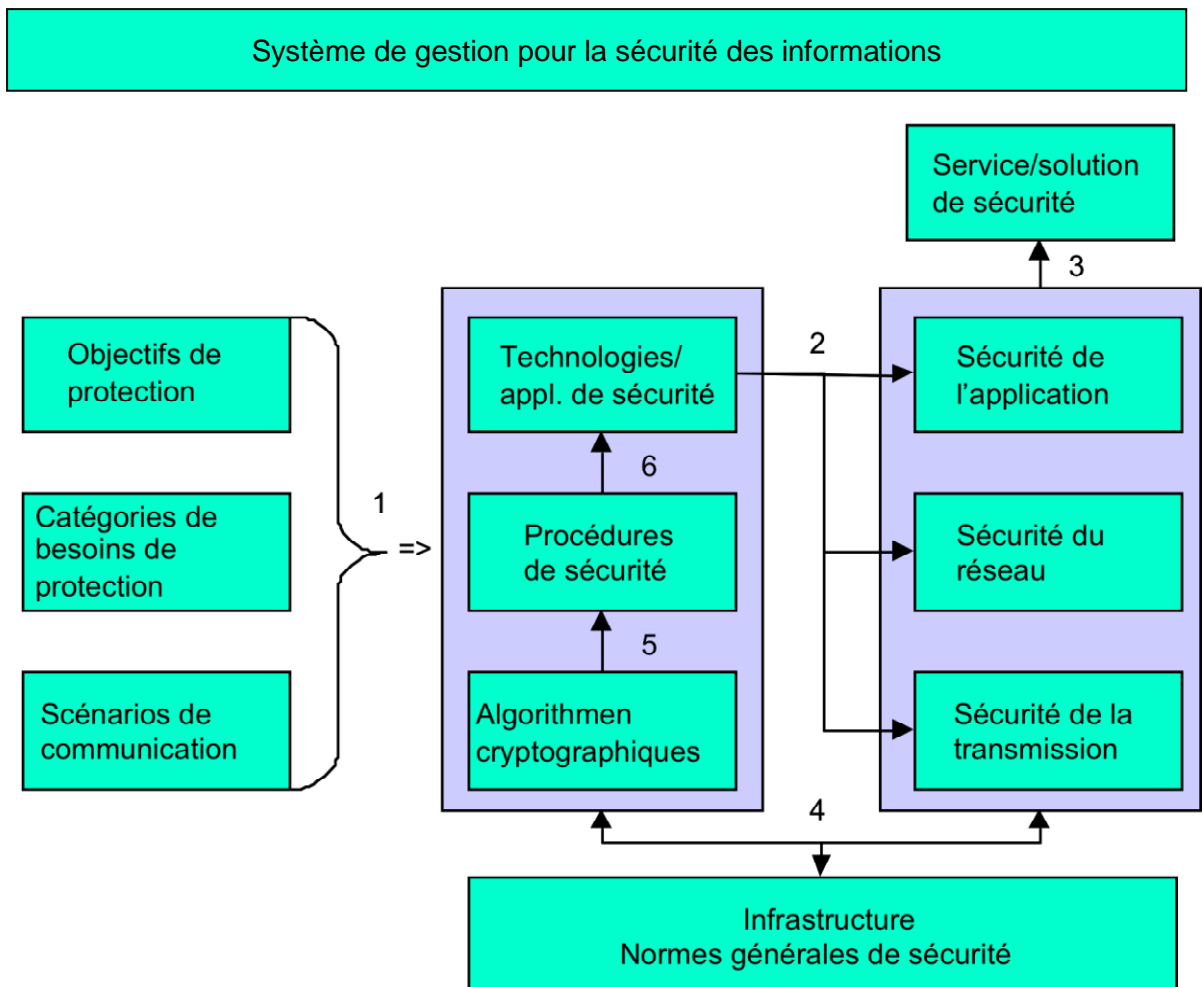 Système de gestion pour la sécurité des informations
Service/solution
de sécurité
3
Objectifs de
protection
Catégories de
besoins de
protection
Scénarios de
communication
1
=>
Technologies/
appl. de sécurité
6
Procédures
de sécurité
5
Algorithmen
cryptographiques
2
Sécurité de
l’application
Sécurité du
réseau
Sécurité de la
transmission
4
Infrastructure
Normes générales de sécurité